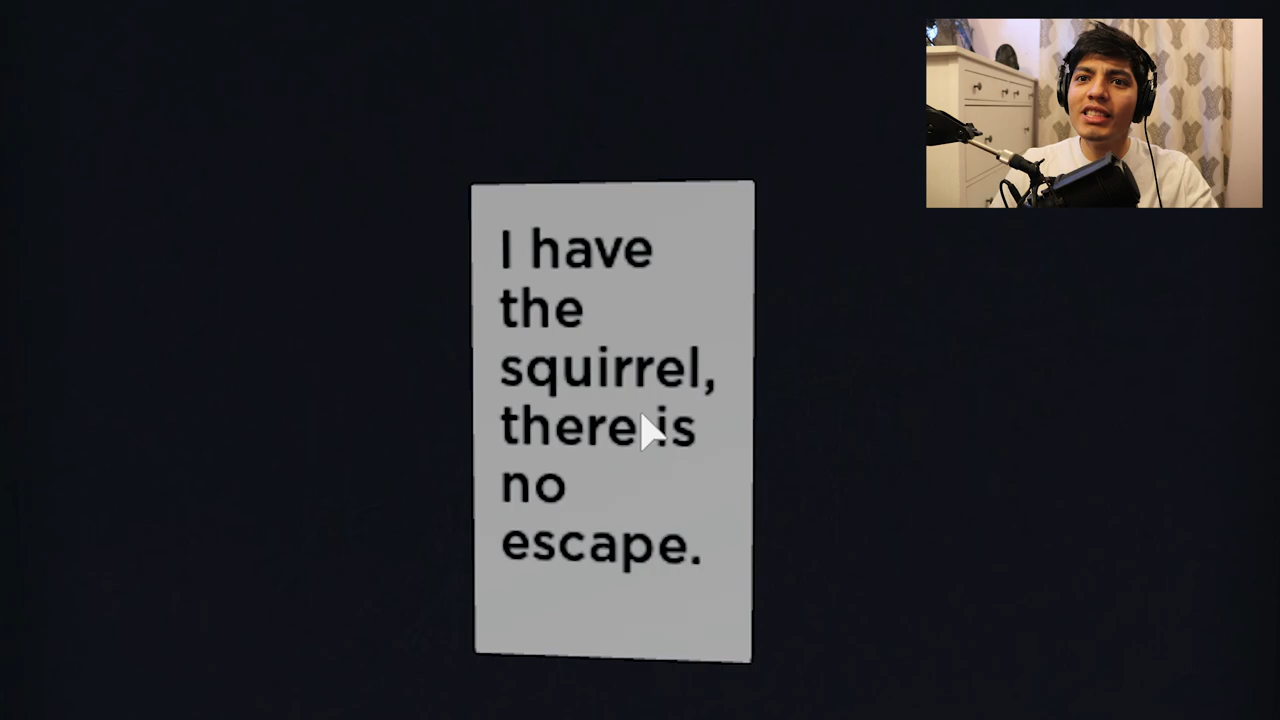 I have
the
squirrel,
there is
no
escape.